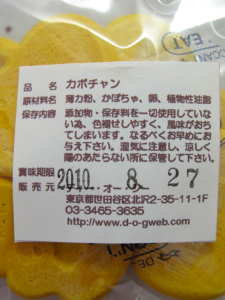 EAT
品　名　カボチャン
原材料名　薄力粉、かぼちゃ、卵、植物性油脂
保存内容　添加物・保存料を一切使用していな
い為、色褪せしやすく、風味がおち
てしまいます。なるべくお早めにお
与え下さい。湿気に注意し、涼しく
陽のあたらない所に保管して下さい。
賞味期限　2010. 8. 27
販売元　ディ・オー
東京都世田谷区北沢2-35-11-1F
03-3465-3635
http://www.d-o-gweb.com